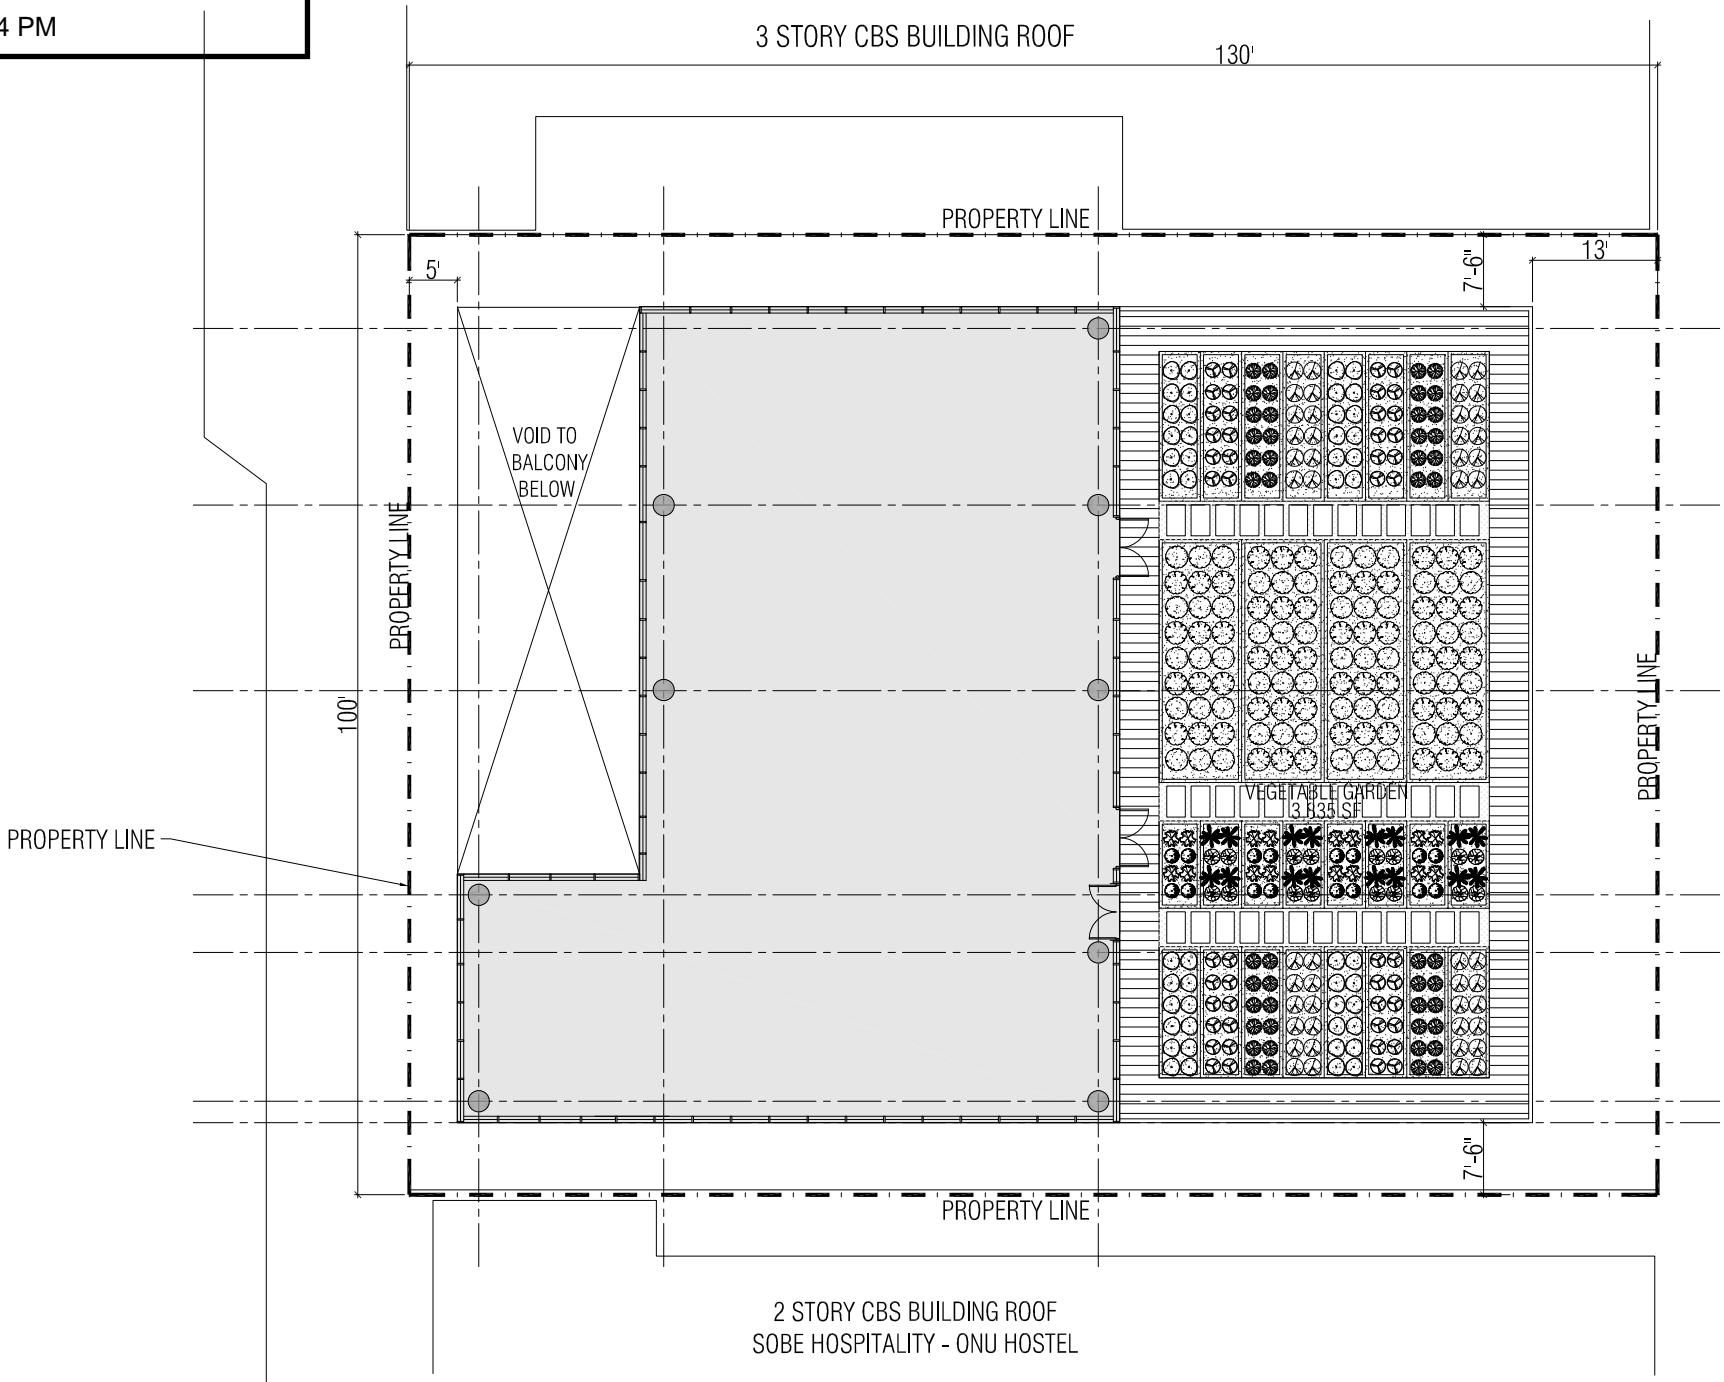 4 PM
3 STORY CBS BUILDING ROOF
130'
PROPERTY LINE
5'
7'-6"
13'
VOID TO
BALCONY
BELOW
PROPERTY LINE
100'
PROPERTY LINE
VEGETABLE GARDEN
SF
PROPERTY LINE
7'-6"
PROPERTY LINE
2 STORY CBS BUILDING ROOF
SOBE HOSPITALITY - ONU HOSTEL